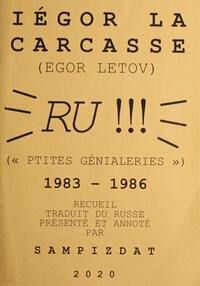 IÉGOR LA
CARCASSE
(EGOR LETOV)
RU !!!
(« PTITES GÉNIALERIES »)
1983 – 1986
RECUEIL
TRADUIT DU RUSSE
PRÉSENTÉ ET ANNOTÉ
PAR
SAMPIZDAT
2020